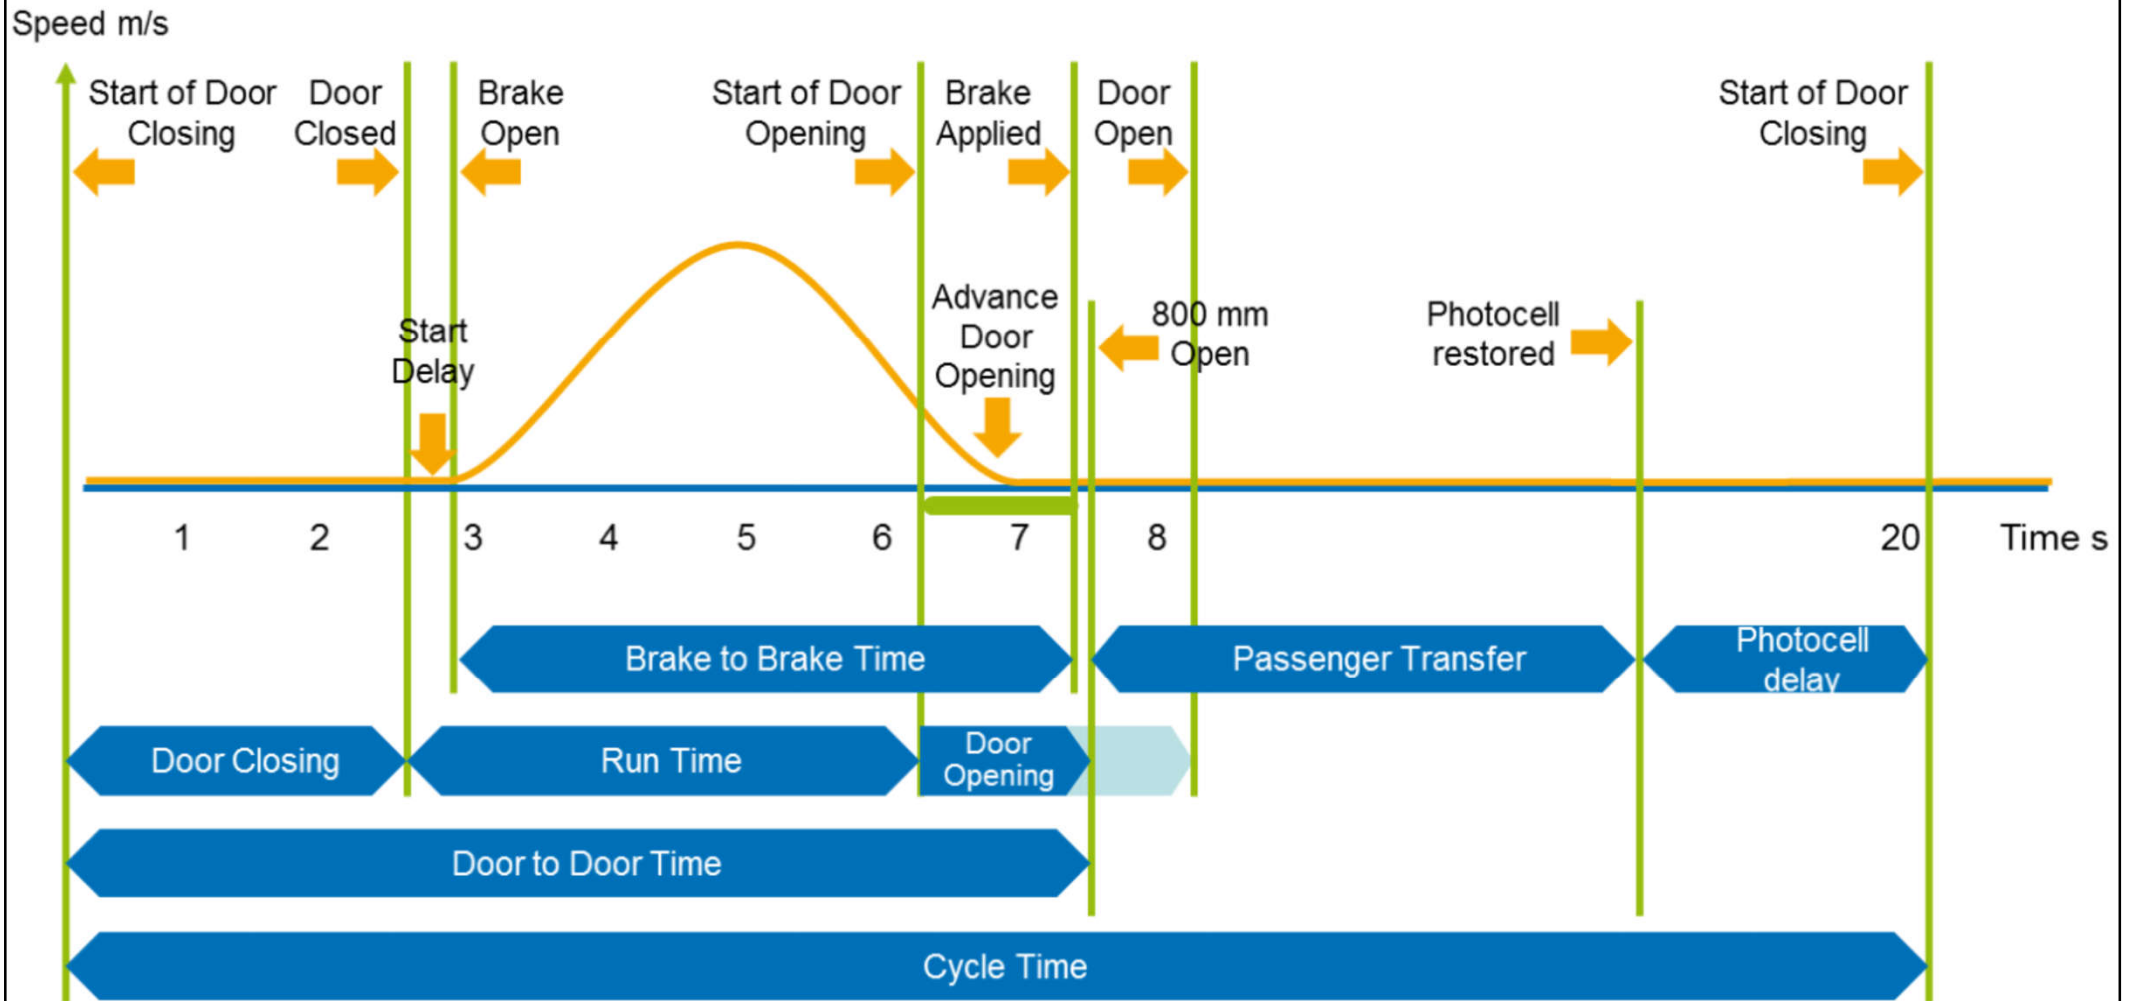 Speed m/s
Start of Door
Closing
Door
Closed
Brake
Open
Start of Door
Opening
Brake
Applied
Door
Open
Start of Door
Closing
Start
Delay
Advance
Door
Opening
800 mm
Open
Photocell
restored
1 2 3 4 5 6 7 8 20 Time s
Brake to Brake Time
Passenger Transfer
Photocell
delay
Door Closing
Run Time
Door
Opening
Door to Door Time
Cycle Time